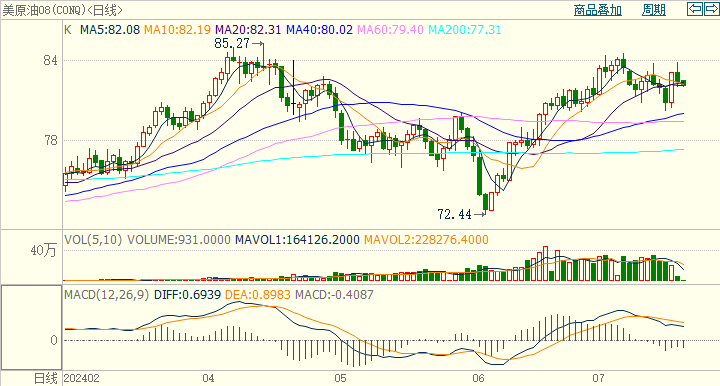 美原油08(CONQ)<日线> 商品叠加 周期
K MA5:82.08 MA10:82.19 MA20:82.31 MA40:80.02 MA60:79.40 MA200:77.31
85.27
84
78
72.44
VOL(5,10) VOLUME:931.0000 MAVOL1:164126.2000 MAVOL2:228276.4000
40万
MACD(12,26,9) DIFF:0.6939 DEA:0.8983 MACD:-0.4087
0
日线 202402 04 05 06 07